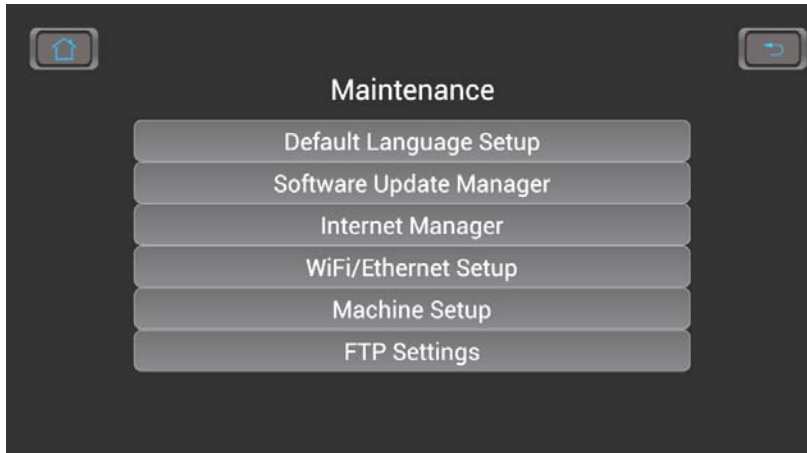 Maintenance
Default Language Setup
Software Update Manager
Internet Manager
WiFi/Ethernet Setup
Machine Setup
FTP Settings